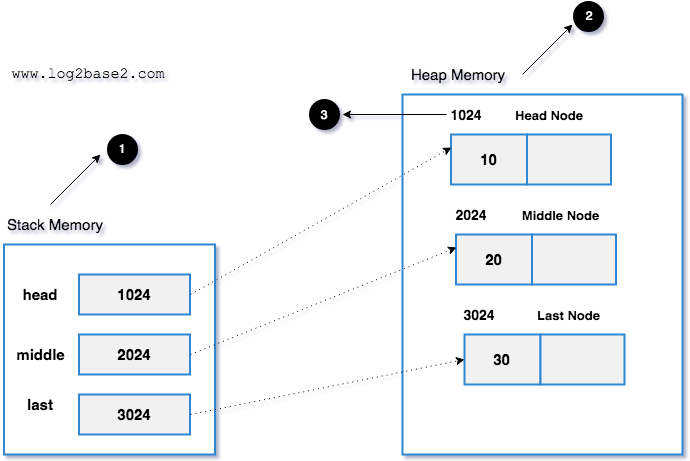 2
Heap Memory
www.log2base2.com
3
1024 Head Node
10
1
2024 Middle Node
20
Stack Memory
head 1024
middle 2024
last 3024
3024 Last Node
30